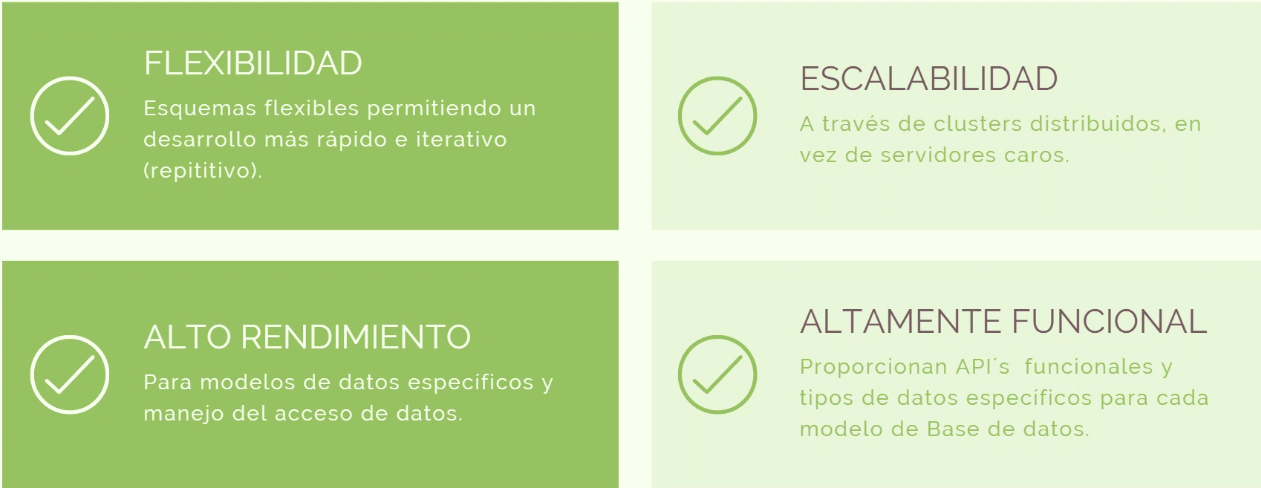 FLEXIBILIDAD
Esquemas flexibles permitiendo un
desarrollo más rápido e iterativo
(repititivo).
ESCALABILIDAD
A través de clusters distribuidos, en
vez de servidores caros.
ALTO RENDIMIENTO
Para modelos de datos específicos y
manejo del acceso de datos.
ALTAMENTE FUNCIONAL
Proporcionan API´s funcionales y
tipos de datos específicos para cada
modelo de Base de datos.